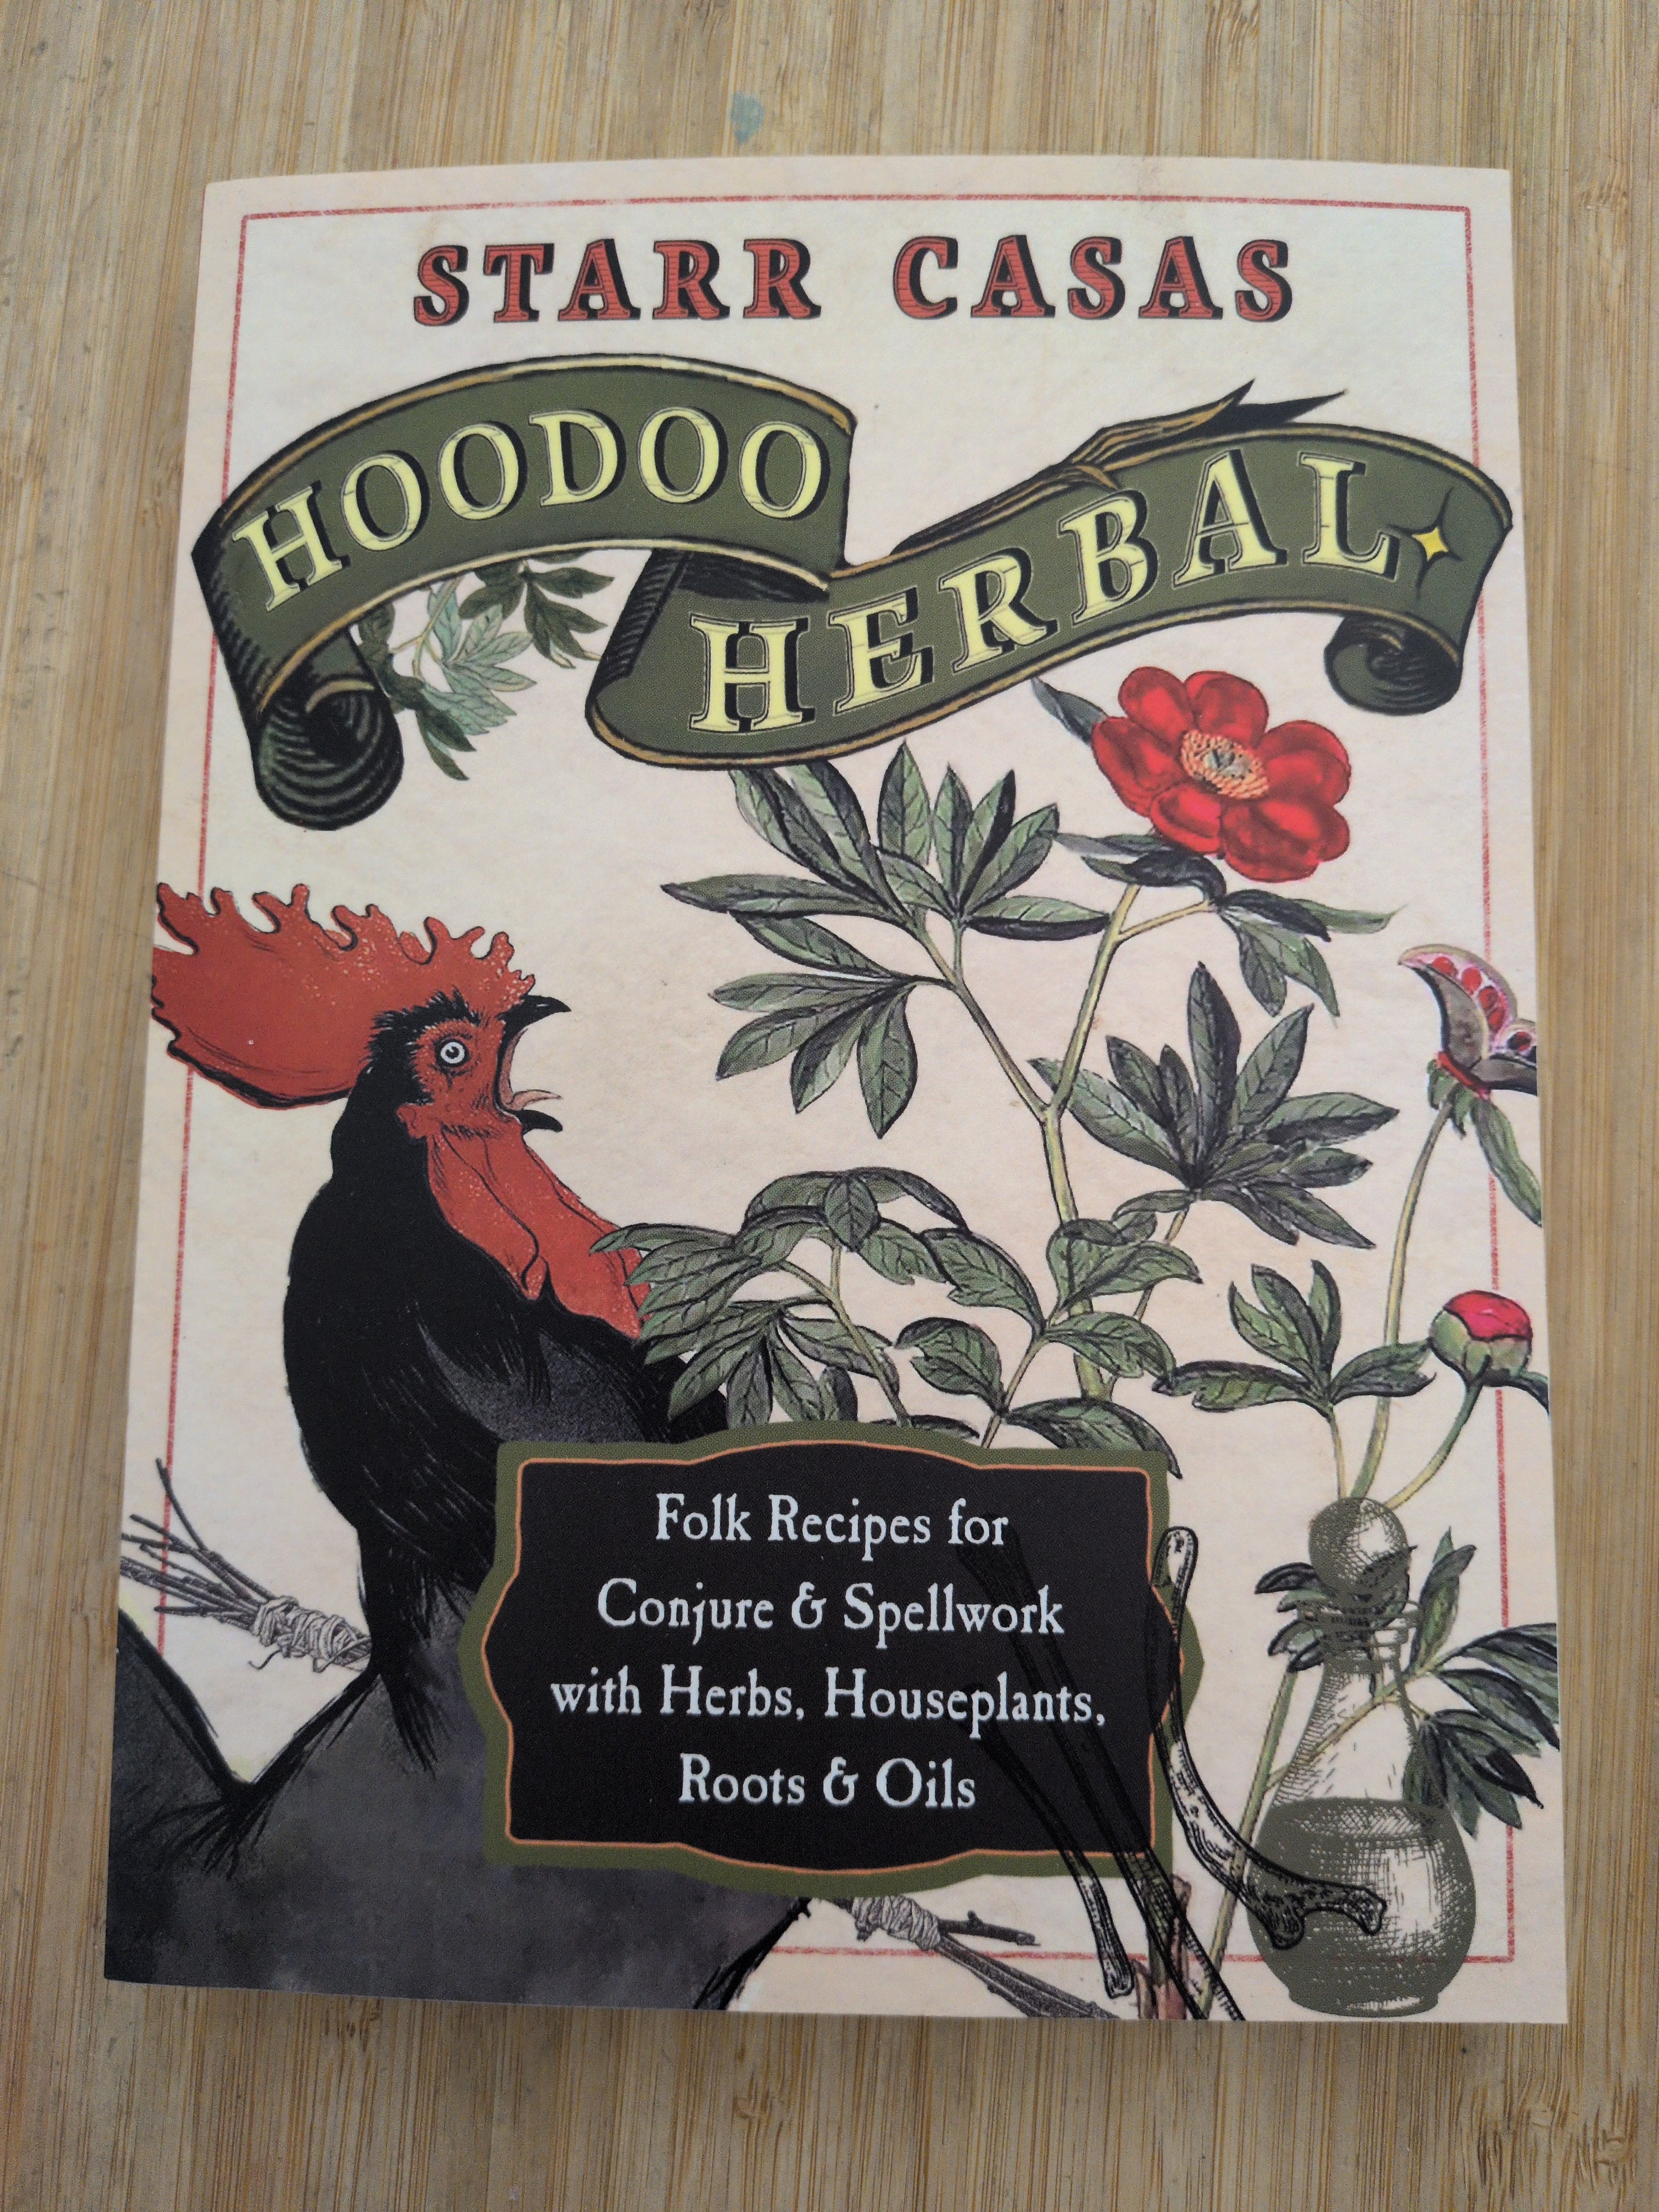 STARR CASAS
HOODOO
HERBAL
Folk Recipes for
Conjure & Spellwork
with Herbs, Houseplants,
Roots & Oils